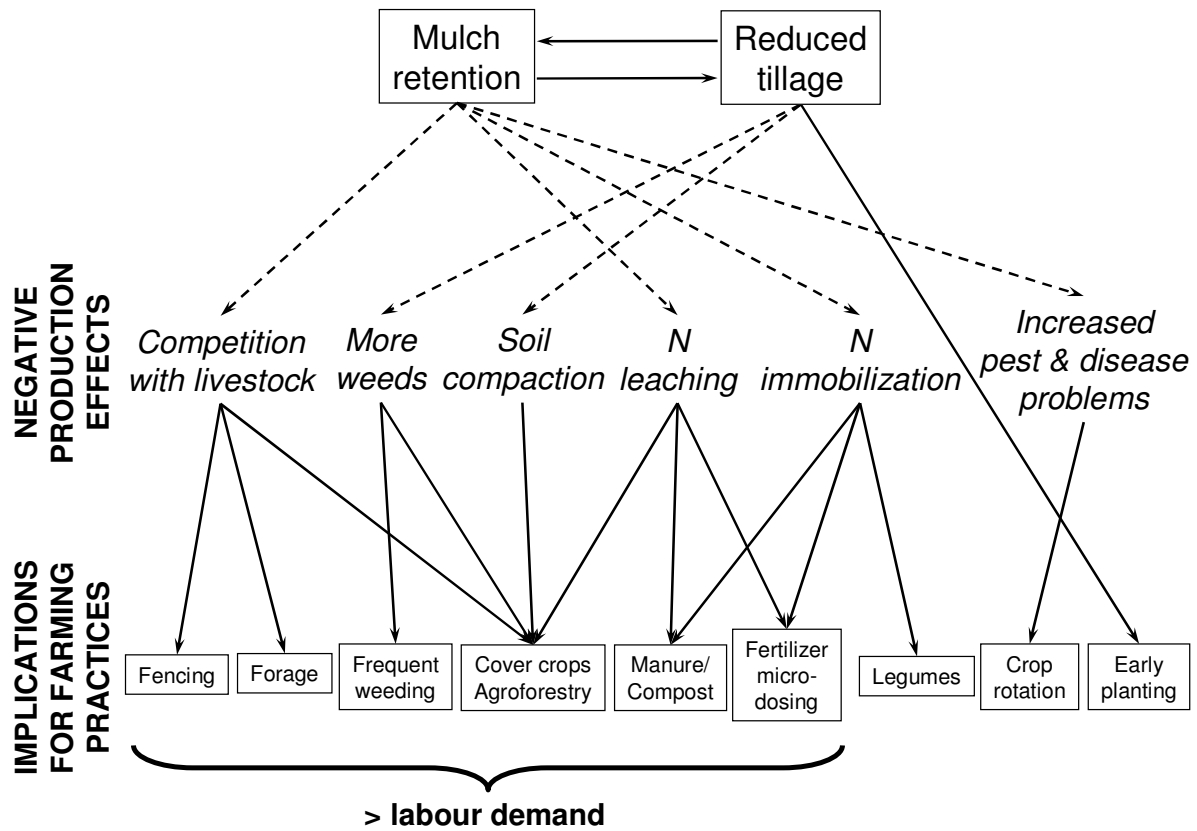 Mulch
retention
Reduced
tillage
NEGATIVE
PRODUCTION
EFFECTS
Competition
with livestock
More
weeds
Soil
compaction
N
leaching
N
immobilization
Increased
pest & disease
problems
IMPLICATIONS
FOR FARMING
PRACTICES
Fencing
Forage
Frequent
weeding
Cover crops
Agroforestry
Manure/
Compost
Fertilizer
micro-
dosing
Legumes
Crop
rotation
Early
planting
> labour demand